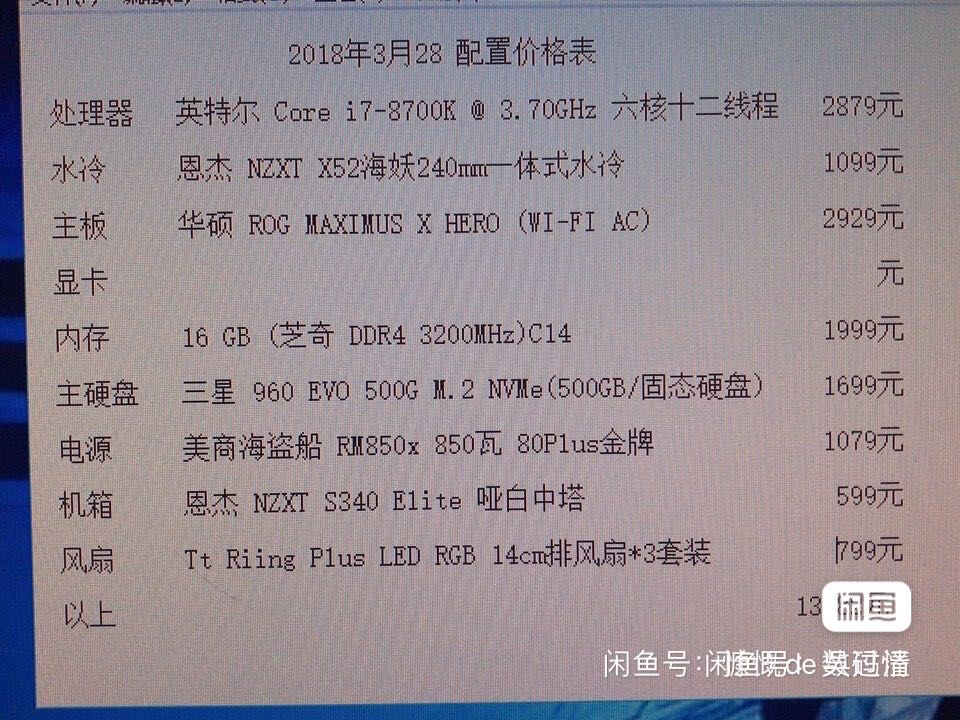 2018年3月28 配置价格表
处理器 英特尔 Core i7-8700K @ 3.70GHz 六核十二线程 2879元
水冷 恩杰 NZXT X52海妖240mm一体式水冷 1099元
主板 华硕 ROG MAXIMUS X HERO (WI-FI AC) 2929元
显卡 元
内存 16 GB (芝奇 DDR4 3200MHz)C14 1999元
主硬盘 三星 960 EVO 500G M.2 NVMe(500GB/固态硬盘) 1699元
电源 美商海盗船 RM850x 850瓦 80Plus金牌 1079元
机箱 恩杰 NZXT S340 Elite 哑白中塔 599元
风扇 Tt Riing Plus LED RGB 14cm排风扇*3套装 799元
以上 13
闲鱼
闲鱼号: